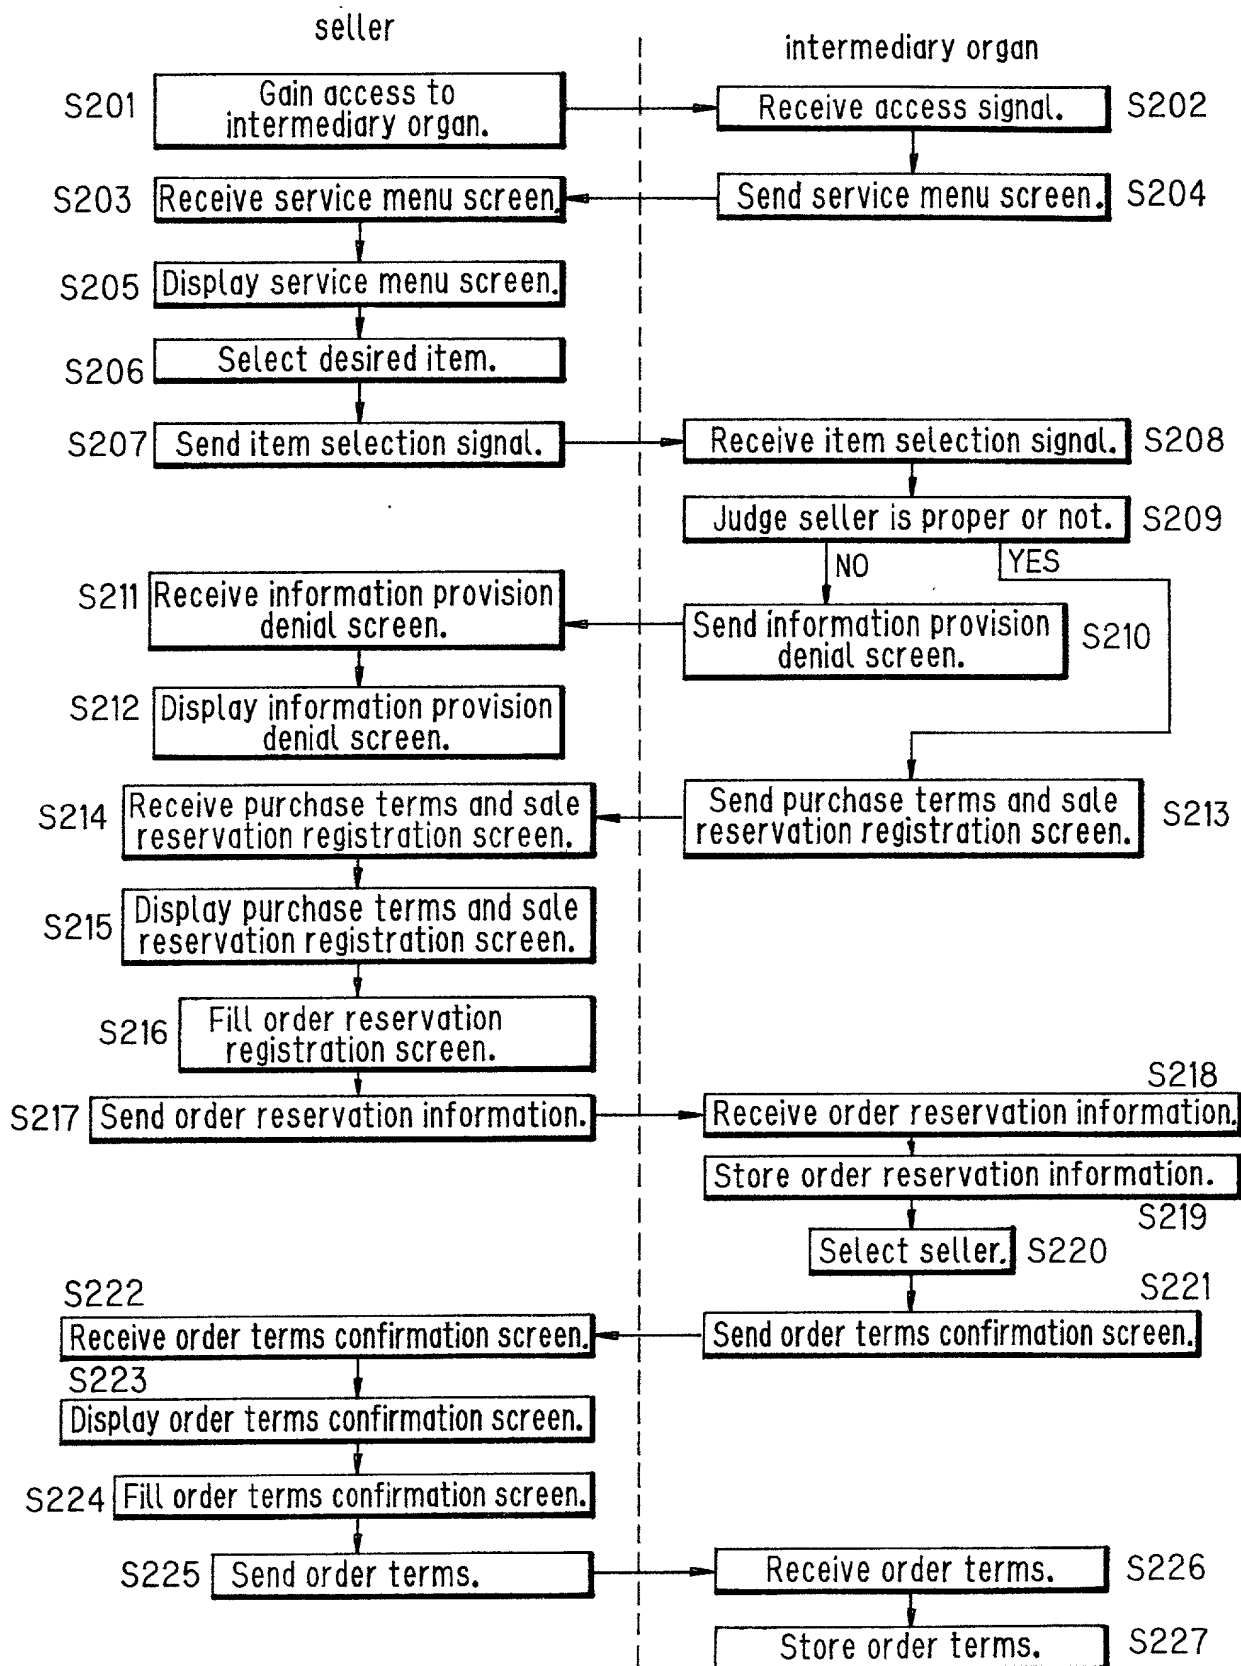 seller
intermediary organ
S201
Gain access to
intermediary organ.
Receive access signal.
S202
S203
Receive service menu screen.
Send service menu screen.
S204
S205
Display service menu screen.
S206
Select desired item.
S207
Send item selection signal.
Receive item selection signal.
S208
Judge seller is proper or not.
S209
NO
YES
S211
Receive information provision
denial screen.
Send information provision
denial screen.
S210
S212
Display information provision
denial screen.
S214
Receive purchase terms and sale
reservation registration screen.
Send purchase terms and sale
reservation registration screen.
S213
S215
Display purchase terms and sale
reservation registration screen.
S216
Fill order reservation
registration screen.
S217
Send order reservation information.
S218
Receive order reservation information.
Store order reservation information.
S219
Select seller.
S220
S221
S222
Receive order terms confirmation screen.
Send order terms confirmation screen.
S223
Display order terms confirmation screen.
S224
Fill order terms confirmation screen.
S225
Send order terms.
Receive order terms.
S226
Store order terms.
S227